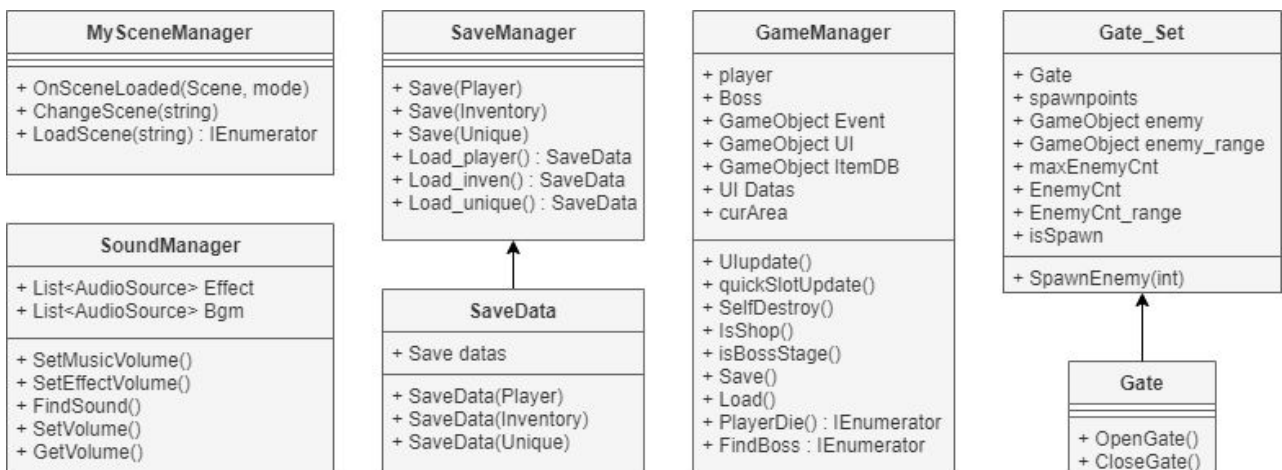 MySceneManager
+ OnSceneLoaded(Scene, mode)
+ ChangeScene(string)
+ LoadScene(string) : IEnumerator
SoundManager
+ List<AudioSource> Effect
+ List<AudioSource> Bgm
+ SetMusicVolume()
+ SetEffectVolume()
+ FindSound()
+ SetVolume()
+ GetVolume()
SaveManager
+ Save(Player)
+ Save(Inventory)
+ Save(Unique)
+ Load_player() : SaveData
+ Load_inven() : SaveData
+ Load_unique() : SaveData
SaveData
+ Save datas
+ SaveData(Player)
+ SaveData(Inventory)
+ SaveData(Unique)
GameManager
+ player
+ Boss
+ GameObject Event
+ GameObject UI
+ GameObject ItemDB
+ UI Datas
+ curArea
+ UIupdate()
+ quickSlotUpdate()
+ SelfDestroy()
+ IsShop()
+ isBossStage()
+ Save()
+ Load()
+ PlayerDie() : IEnumerator
+ FindBoss : IEnumerator
Gate_Set
+ Gate
+ spawnpoints
+ GameObject enemy
+ GameObject enemy_range
+ maxEnemyCnt
+ EnemyCnt
+ EnemyCnt_range
+ isSpawn
+ SpawnEnemy(int)
Gate
+ OpenGate()
+ CloseGate()